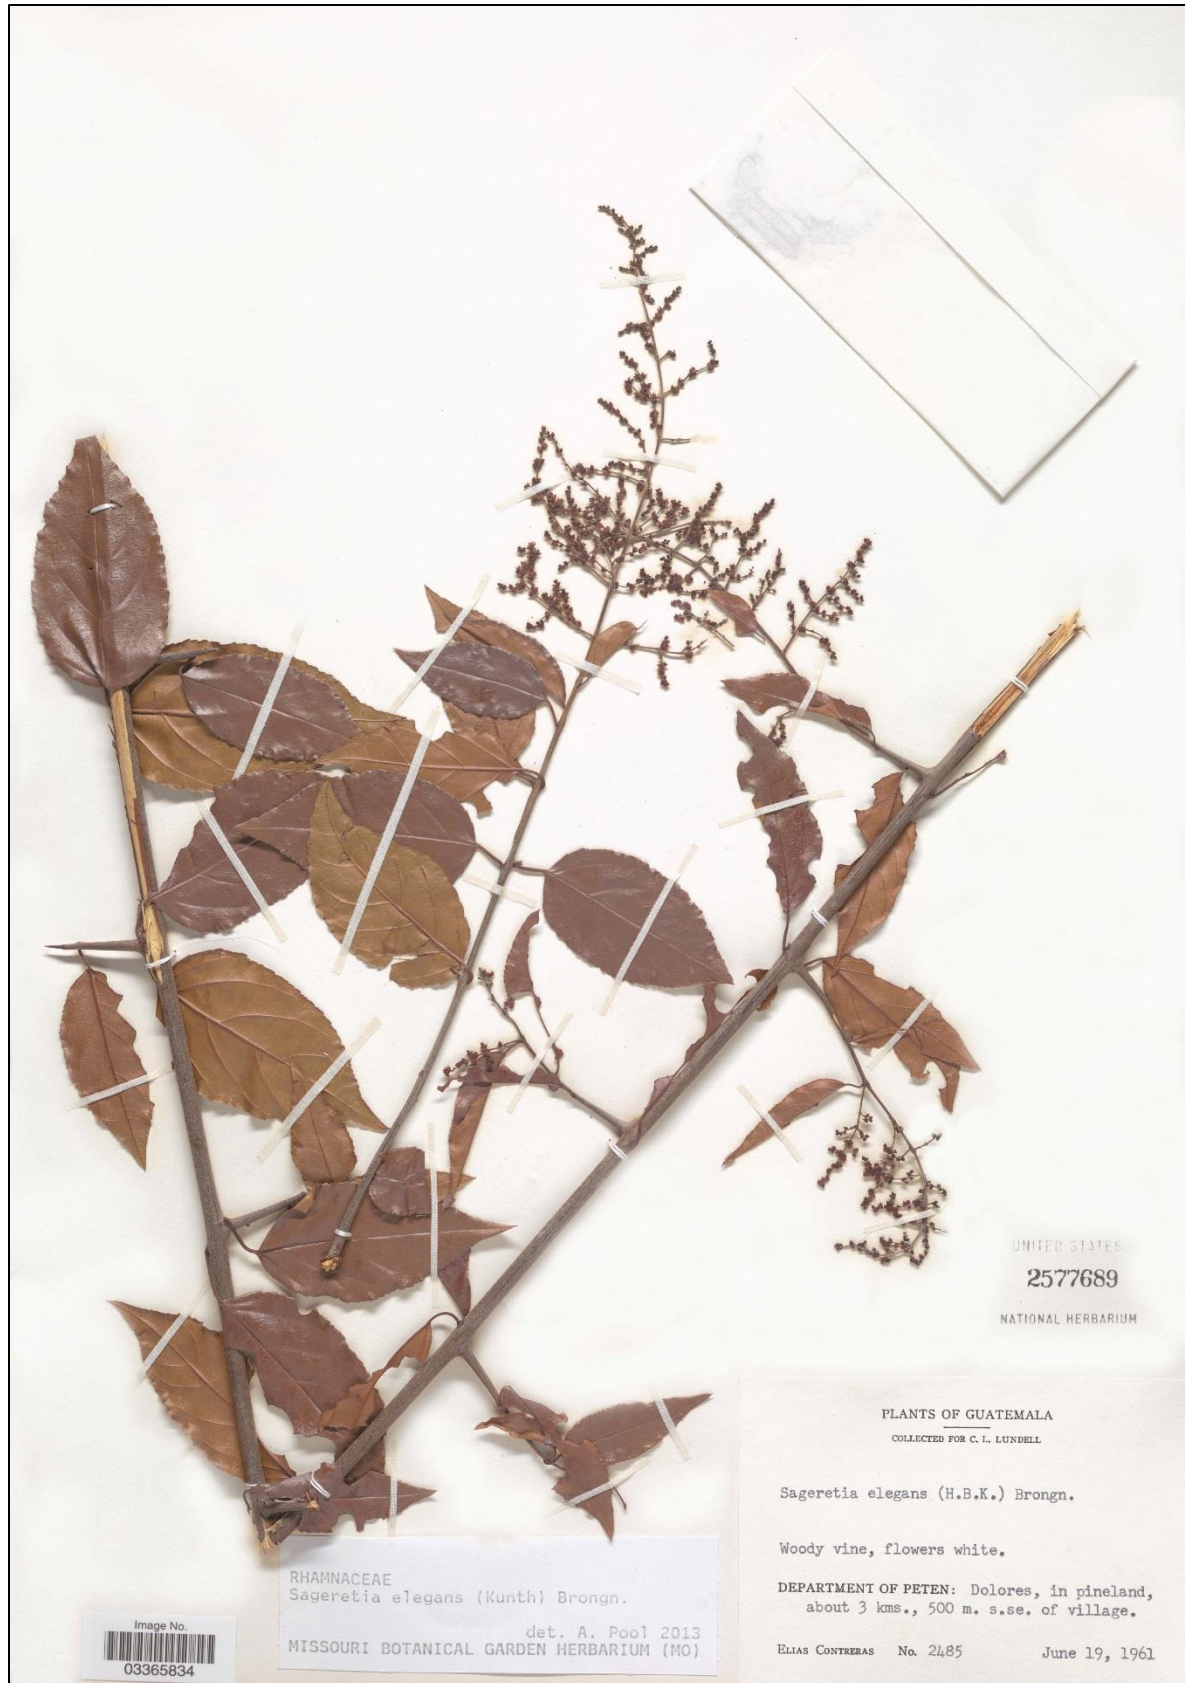 UNITED STATES
2577689
NATIONAL HERBARIUM
PLANTS OF GUATEMALA
COLLECTED FOR C. L. LUNDELL
Sageretia elegans (H.B.K.) Brongn.
Woody vine, flowers white.
DEPARTMENT OF PETEN: Dolores, in pineland,
about 3 kms., 500 m. s.se. of village.
ELIAS CONTRERAS No. 2485 June 19, 1961
RHAMNACEAE
Sageretia elegans (Kunth) Brongn.
det. A. Pool 2013
MISSOURI BOTANICAL GARDEN HERBARIUM (MO)
Image No.
03365834